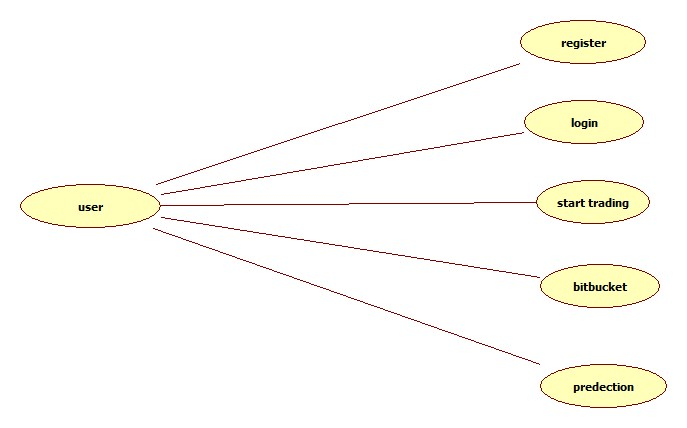 register
login
user
start trading
bitbucket
predection